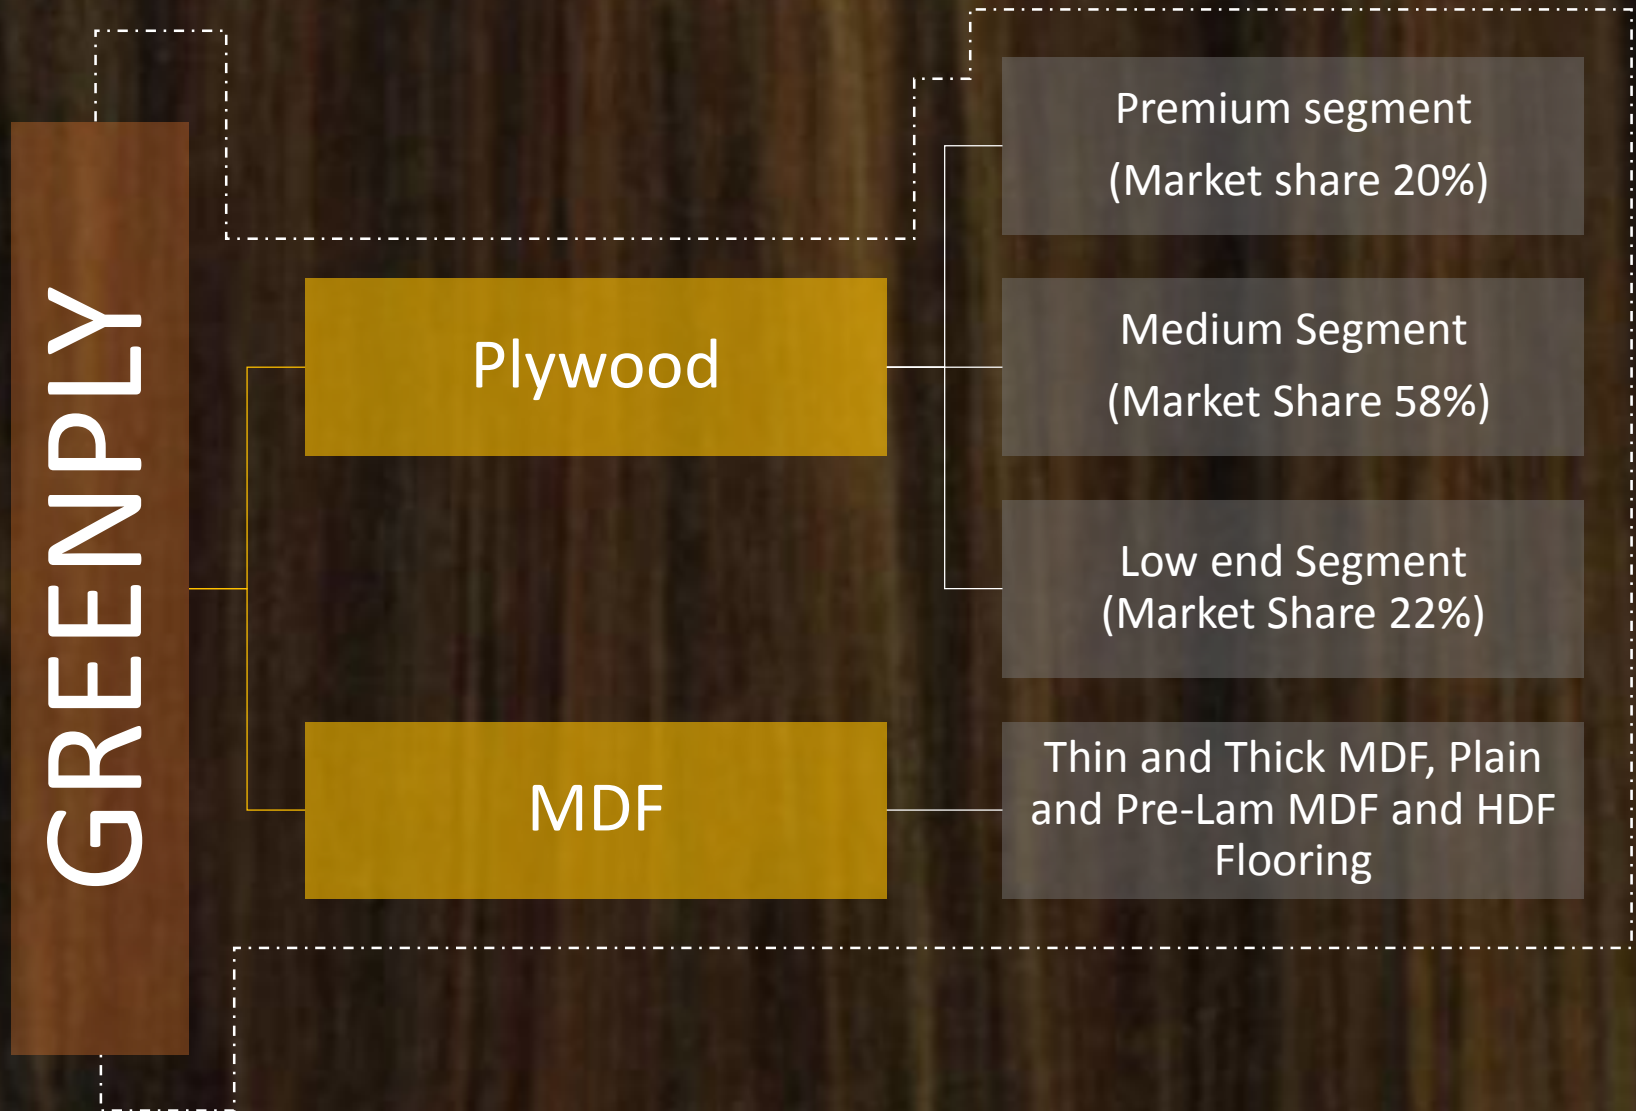 GREENPLY
Plywood
Premium segment
(Market share 20%)
Medium Segment
(Market Share 58%)
Low end Segment
(Market Share 22%)
MDF
Thin and Thick MDF, Plain
and Pre-Lam MDF and HDF
Flooring